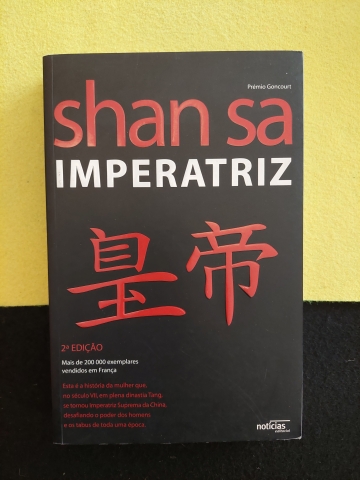 Prémio Goncourt
shan sa
IMPERATRIZ
皇帝
2ª EDIÇÃO
Mais de 200 000 exemplares
vendidos em França
Esta é a história da mulher que,
no século VII, em plena dinastia Tang,
se tornou Imperatriz Suprema da China,
desafiando o poder dos homens
e os tabus de toda uma época.
notícias
editorial